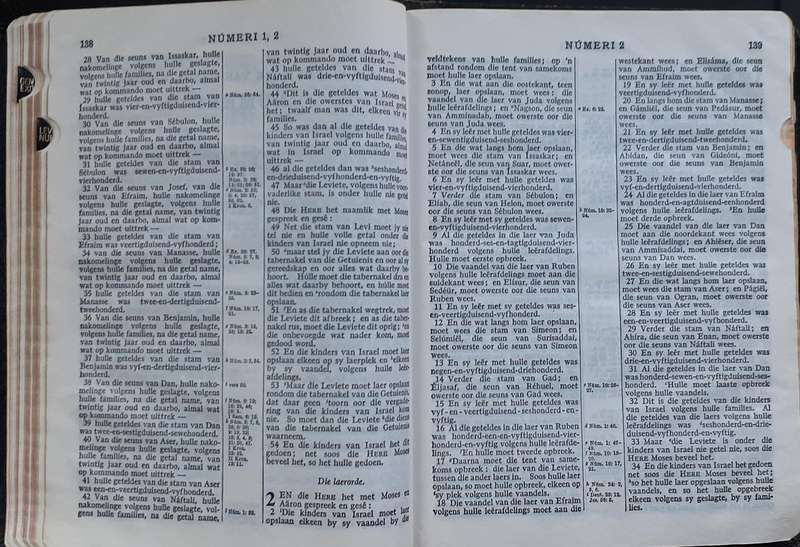 138
NÚMERI 1, 2
28 Van die seuns van Issaskar, hulle
nakomelinge volgens hulle geslagte,
volgens hulle families, na die getal name,
van twintig jaar oud en daarbo, almal
wat op kommando moet uittrek —
29 hulle geteldes van die stam van
Issaskar was vier-en-vyftigduisend-vier-
honderd.
30 Van die seuns van Sébulon, hulle
nakomelinge volgens hulle geslagte,
volgens hulle families, na die getal name,
van twintig jaar oud en daarbo, almal
wat op kommando moet uittrek —
31 hulle geteldes van die stam van
Sébulon was sewen-en-vyftigduisend-
vierhonderd.
32 Van die seuns van Josef, van die
seuns van Efraim, hulle nakomelinge
volgens hulle geslagte, volgens hulle
families, na die getal name, van twintig
jaar oud en daarbo, almal wat op kom-
mando moet uittrek —
33 hulle geteldes van die stam van
Efraim was veertigduisend-vyfhonderd;
34 van die seuns van Manasse, hulle
nakomelinge volgens hulle geslagte,
volgens hulle families, na die getal name,
van twintig jaar oud en daarbo, almal
wat op kommando moet uittrek —
35 hulle geteldes van die stam van
Manasse was twee-en-dertigduisend-
tweehonderd.
36 Van die seuns van Benjamin, hulle
nakomelinge volgens hulle geslagte,
volgens hulle families, na die getal name,
van twintig jaar oud en daarbo, almal
wat op kommando moet uittrek —
37 hulle geteldes van die stam van
Benjamin was vyf-en-dertigduisend-vier-
honderd.
38 Van die seuns van Dan, hulle nako-
melinge volgens hulle geslagte, volgens
hulle families, na die getal name, van
twintig jaar oud en daarbo, almal wat
op kommando moet uittrek —
39 hulle geteldes van die stam van Dan
was twee-en-sestigduisend-sewehonderd.
40 Van die seuns van Aser, hulle nako-
melinge volgens hulle geslagte, volgens
hulle families, na die getal name, van
twintig jaar oud en daarbo, almal wat
op kommando moet uittrek —
41 hulle geteldes van die stam van Aser
was een-en-veertigduisend-vyfhonderd.
42 Van die seuns van Náftali, hulle
nakomelinge volgens hulle geslagte, vol-
gens hulle families, na die getal name,
van twintig jaar oud en daarbo, almal
wat op kommando moet uittrek —
43 hulle geteldes van die stam van
Náftali was drie-en-vyftigduisend-vier-
honderd.
44 Dit is die geteldes wat Moses en
Aäron en die owerstes van Israel getel
het; twaalf man was dit, elkeen vir sy
families.
45 So was dan al die geteldes van die
kinders van Israel volgens hulle families,
van twintig jaar oud en daarbo, almal
wat in Israel op kommando moet
uittrek —
46 al die geteldes dan was seshonderd-
en-drieduisend-vyfhonderd-en-vyftig.
47 Maar die Leviete, volgens hulle voor-
vaderlike stam, is onder hulle nie getel
nie.
48 Die HERE het naamlik met Moses
gespreek en gesê:
49 Net die stam van Levi moet jy nie
tel nie en hulle volle getal onder die
kinders van Israel nie opneem nie;
50 maar stel jy die Leviete aan oor die
tabernakel van die Getuienis en oor al sy
gereedskap en oor alles wat daarby be-
hoort. Hulle moet die tabernakel dra en
alles wat daarby behoort, en hulle moet
dit bedien en rondom die tabernakel laer
opslaan.
51 En as die tabernakel wegtrek, moet
die Leviete dit afbreek; en as die taber-
nakel rus, moet die Leviete dit oprig; en
die onbevoegde wat nader kom, moet
gedood word.
52 En die kinders van Israel moet laer
opslaan elkeen op sy laerplek en elkeen
by sy vaandel, volgens hulle leër-
afdelings.
53 Maar die Leviete moet laer opslaan
rondom die tabernakel van die Getuienis,
dat daar geen toorn oor die vergade-
ring van die kinders van Israel kom
nie. So moet dan die Leviete die diens
van die tabernakel van die Getuienis
waarneem.
54 En die kinders van Israel het dit
gedoen; net soos die HERE Moses
beveel het, so het hulle gedoen.
Die laerorde.
2 EN die HERE het met Moses en
Aäron gespreek en gesê:
2 Die kinders van Israel moet laer
opslaan elkeen by sy vaandel by die
NÚMERI 2
139
veldtekens van hulle families; op 'n
afstand rondom die tent van samekoms
moet hulle laer opslaan.
3 En die wat aan die oostekant, teen
sonop, laer opslaan, moet wees: die
vaandel van die laer van Juda volgens
hulle leërafdelings; en Nagson, die seun
van Amminadab, moet owerste oor die
seuns van Juda wees.
4 En sy leër met hulle geteldes was vier-
en-sewentigduisend-seshonderd.
5 En die wat langs hom laer opslaan,
moet wees die stam van Issaskar; en
Netáneël, die seun van Suar, moet ower-
ste oor die seuns van Issaskar wees.
6 En sy leër met hulle geteldes was
vier-en-vyftigduisend-vierhonderd.
7 Verder die stam van Sébulon; en
Elíab, die seun van Helon, moet owerste
oor die seuns van Sébulon wees.
8 En sy leër met hulle geteldes was sewen-
en-vyftigduisend-vierhonderd.
9 Al die geteldes in die laer van Juda
was honderd-ses-en-tagtigduisend-vier-
honderd volgens hulle leërafdelings.
Hulle moet eerste opbreek.
10 Die vaandel van die laer van Ruben
volgens hulle leërafdelings moet aan die
suidekant wees; en Elísur, die seun van
Sedëür, moet owerste oor die seuns van
Ruben wees.
11 En sy leër met hulle geteldes was ses-
en-veertigduisend-vyfhonderd.
12 En die wat langs hom laer opslaan,
moet wees die stam van Simeon; en
Selúmiël, die seun van Surisaddai,
moet owerste oor die seuns van Simeon
wees.
13 En sy leër met hulle geteldes was
negen-en-vyftigduisend-driehonderd.
14 Verder die stam van Gad; en
Éljasaf, die seun van Réhuel, moet
owerste oor die seuns van Gad wees.
15 En sy leër met hulle geteldes was
vyf-en-veertigduisend-seshonderd-en-
vyftig.
16 Al die geteldes in die laer van Ruben
was honderd-een-en-vyftigduisend-vier-
honderd-en-vyftig volgens hulle leërafde-
lings. En hulle moet tweede opbreek.
17 Daarna moet die tent van same-
koms opbreek: die laer van die Leviete,
tussen die ander laers in. Soos hulle laer
opslaan, so moet hulle opbreek, elkeen op
sy plek volgens hulle vaandels.
18 Die vaandel van die laer van Efraim
volgens hulle leërafdelings moet aan die
westekant wees; en Elisáma, die seun
van Ammíhud, moet owerste oor die
seuns van Efraim wees.
19 En sy leër met hulle geteldes was
veertigduisend-vyfhonderd.
20 En langs hom die stam van Manasse;
en Gamáliël, die seun van Pedásur, moet
owerste oor die seuns van Manasse
wees.
21 En sy leër met hulle geteldes was
twee-en-dertigduisend-tweehonderd.
22 Verder die stam van Benjamin; en
Abídan, die seun van Gideóni, moet
owerste oor die seuns van Benjamin
wees.
23 En sy leër met hulle geteldes was
vyf-en-dertigduisend-vierhonderd.
24 Al die geteldes in die laer van Efraim
was honderd-en-agtduisend-eenhonderd
volgens hulle leërafdelings. En hulle
moet derde opbreek.
25 Die vaandel van die laer van Dan
moet aan die noordekant wees volgens
hulle leërafdelings; en Ahiëser, die seun
van Ammisaddai, moet owerste oor die
seuns van Dan wees.
26 En sy leër met hulle geteldes was
twee-en-sestigduisend-sewehonderd.
27 En die wat langs hom laer opslaan,
moet wees die stam van Aser; en Págiël,
die seun van Ogran, moet owerste oor
die seuns van Aser wees.
28 En sy leër met hulle geteldes was
een-en-veertigduisend-vyfhonderd.
29 Verder die stam van Náftali; en
Ahíra, die seun van Enan, moet owerste
oor die seuns van Náftali wees.
30 En sy leër met hulle geteldes was
drie-en-vyftigduisend-vierhonderd.
31 Al die geteldes in die laer van Dan
was honderd-sewen-en-vyftigduisend-ses-
honderd. Hulle moet laaste opbreek
volgens hulle vaandels.
32 Dit is die geteldes van die kinders
van Israel volgens hulle families. Al
die geteldes van die laers volgens hulle
leërafdelings was seshonderd-en-drie-
duisend-vyfhonderd-en-vyftig.
33 Maar die Leviete is onder die
kinders van Israel nie getel nie, soos die
HERE Moses beveel het.
34 En die kinders van Israel het gedoen
net soos die HERE Moses beveel het;
so het hulle laer opgeslaan volgens hulle
vaandels, en so het hulle opgebreek
elkeen volgens sy geslagte, by sy fami-
lies.